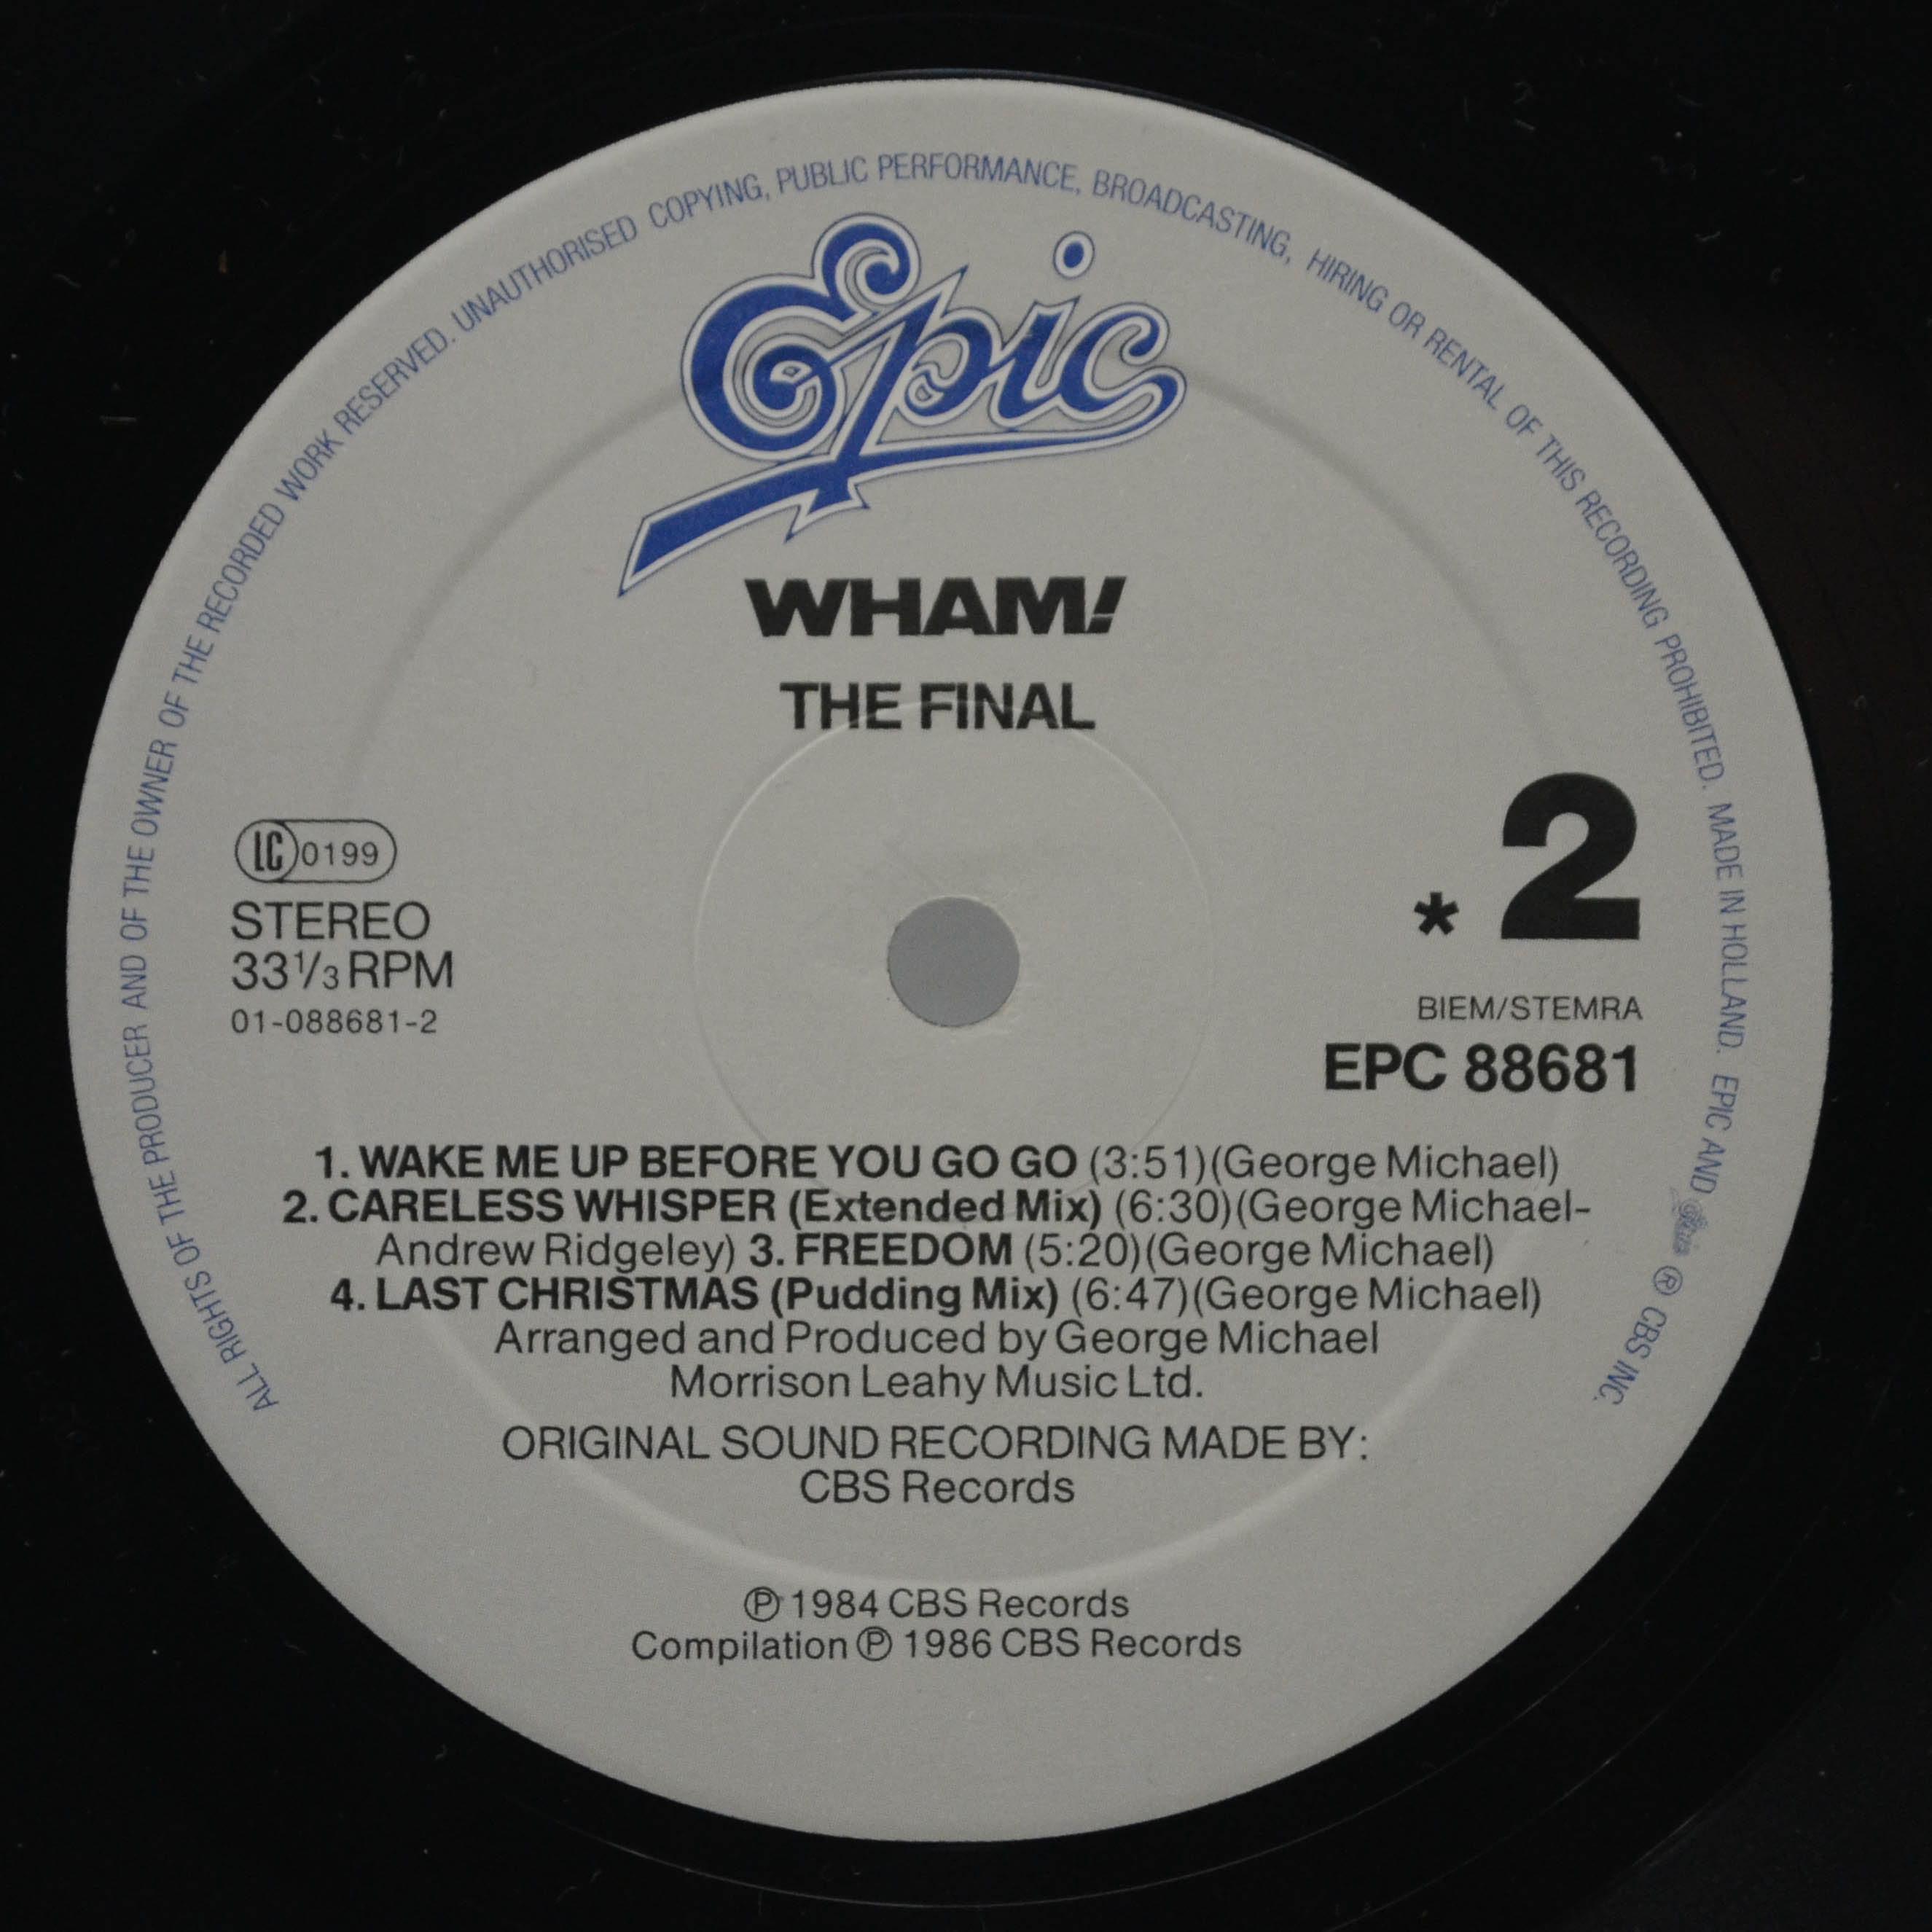 ALL RIGHTS OF THE PRODUCER AND OF THE OWNER OF THE RECORDED WORK RESERVED. UNAUTHORISED COPYING, PUBLIC PERFORMANCE, BROADCASTING, HIRING OR RENTAL OF THIS RECORDING PROHIBITED. MADE IN HOLLAND. EPIC AND Epic ® CBS INC.
Epic
WHAM!
THE FINAL
LC 0199
STEREO
33 1/3 RPM
01-088681-2
* 2
BIEM/STEMRA
EPC 88681
1. WAKE ME UP BEFORE YOU GO GO (3:51) (George Michael)
2. CARELESS WHISPER (Extended Mix) (6:30) (George Michael-
Andrew Ridgeley) 3. FREEDOM (5:20) (George Michael)
4. LAST CHRISTMAS (Pudding Mix) (6:47) (George Michael)
Arranged and Produced by George Michael
Morrison Leahy Music Ltd.
ORIGINAL SOUND RECORDING MADE BY:
CBS Records
℗ 1984 CBS Records
Compilation ℗ 1986 CBS Records